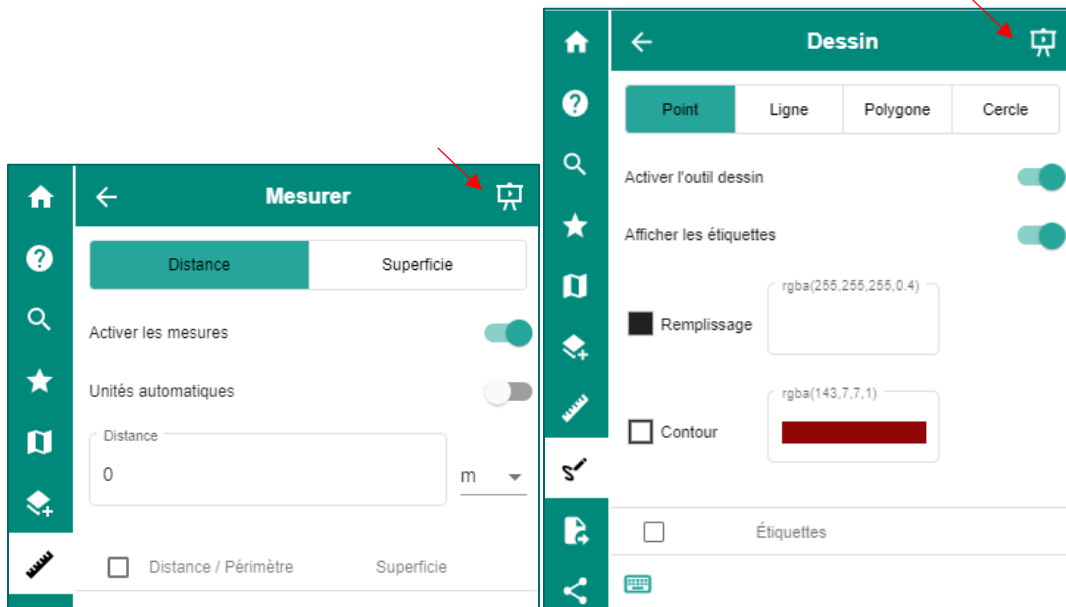 Mesurer
Distance
Superficie
Activer les mesures
Unités automatiques
Distance
0
m
Distance / Périmètre
Superficie
Dessin
Point
Ligne
Polygone
Cercle
Activer l'outil dessin
Afficher les étiquettes
rgba(255,255,255,0.4)
Remplissage
rgba(143,7,7,1)
Contour
Étiquettes